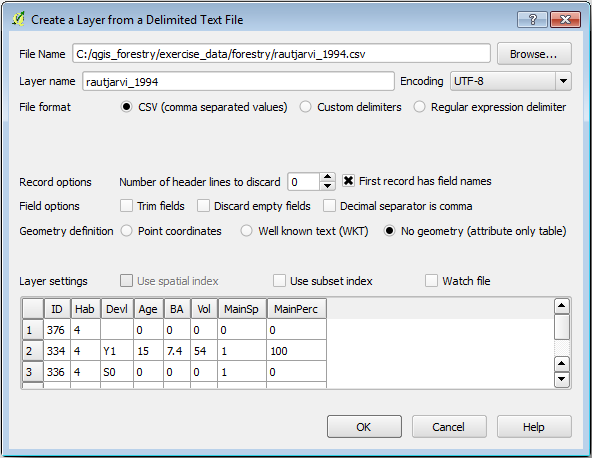 Create a Layer from a Delimited Text File
File Name C:/qgis_forestry/exercise_data/forestry/rautjarvi_1994.csv Browse...
Layer name rautjarvi_1994 Encoding UTF-8
File format CSV (comma separated values) Custom delimiters Regular expression delimiter
Record options Number of header lines to discard 0 First record has field names
Field options Trim fields Discard empty fields Decimal separator is comma
Geometry definition Point coordinates Well known text (WKT) No geometry (attribute only table)
Layer settings Use spatial index Use subset index Watch file
ID Hab Devl Age BA Vol MainSp MainPerc
1 376 4 0 0 0 0 0
2 334 4 Y1 15 7.4 54 1 100
3 336 4 S0 0 0 0 1 0
OK Cancel Help